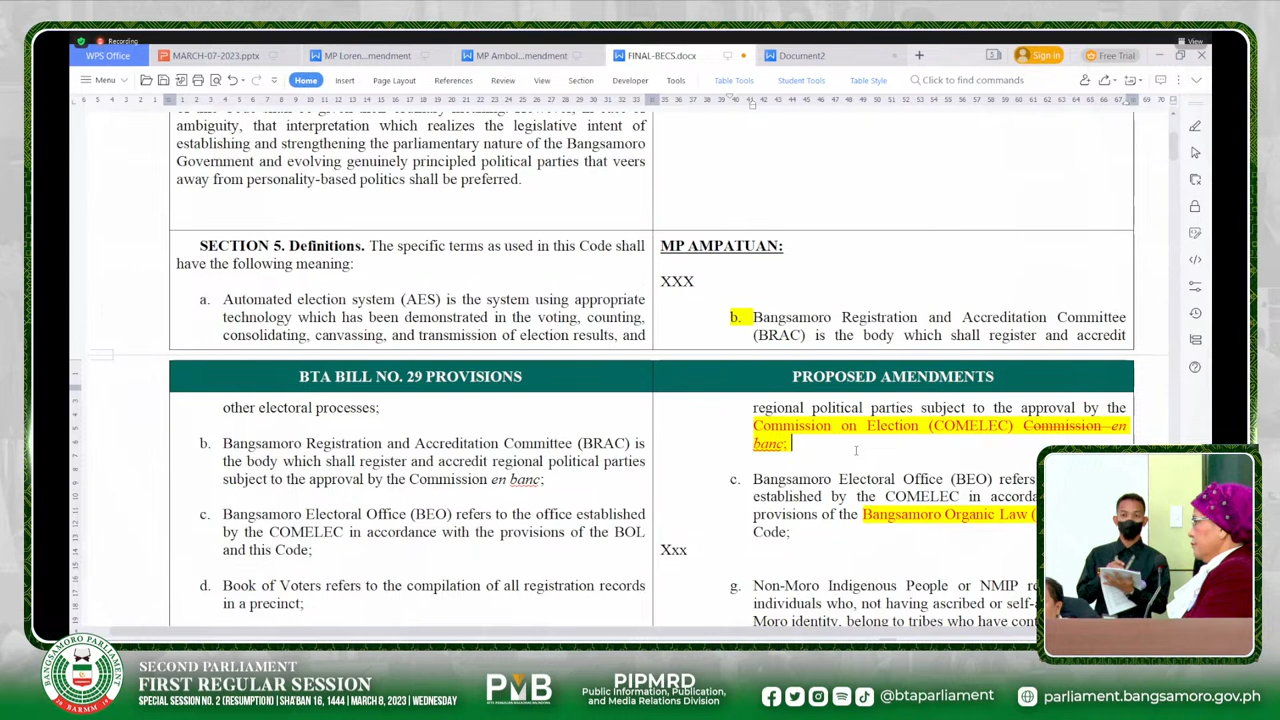 Recording
View
WPS Office
MARCH-07-2023.pptx
MP Loren...mendment
MP Ambol...mendment
FINAL-BECS.docx
Document2
Sign in
Free Trial
Menu
Home
Insert
Page Layout
References
Review
View
Section
Developer
Tools
Table Tools
Student Tools
Table Style
Click to find commands
ambiguity, that interpretation which realizes the legislative intent of
establishing and strengthening the parliamentary nature of the Bangsamoro
Government and evolving genuinely principled political parties that veers
away from personality-based politics shall be preferred.
SECTION 5. Definitions. The specific terms as used in this Code shall
have the following meaning:
a. Automated election system (AES) is the system using appropriate
technology which has been demonstrated in the voting, counting,
consolidating, canvassing, and transmission of election results, and
MP AMPATUAN:
XXX
b. Bangsamoro Registration and Accreditation Committee
(BRAC) is the body which shall register and accredit
BTA BILL NO. 29 PROVISIONS
PROPOSED AMENDMENTS
other electoral processes;
b. Bangsamoro Registration and Accreditation Committee (BRAC) is
the body which shall register and accredit regional political parties
subject to the approval by the Commission en banc;
c. Bangsamoro Electoral Office (BEO) refers to the office established
by the COMELEC in accordance with the provisions of the BOL
and this Code;
d. Book of Voters refers to the compilation of all registration records
in a precinct;
regional political parties subject to the approval by the
Commission on Election (COMELEC) Commission en
banc;
c. Bangsamoro Electoral Office (BEO) refers
established by the COMELEC in accorda
provisions of the Bangsamoro Organic Law (
Code;
Xxx
g. Non-Moro Indigenous People or NMIP re
individuals who, not having ascribed or self-
Moro identity, belong to tribes who have con
BANGSAMORO PARLIAMENT
BARMM
SECOND PARLIAMENT
FIRST REGULAR SESSION
SPECIAL SESSION NO. 2 (RESUMPTION) | SHA'BAN 16, 1444 | MARCH 8, 2023 | WEDNESDAY
PMB
PIPMRD
Public Information, Publication,
and Media Relations Division
@btaparliament
parliament.bangsamoro.gov.ph